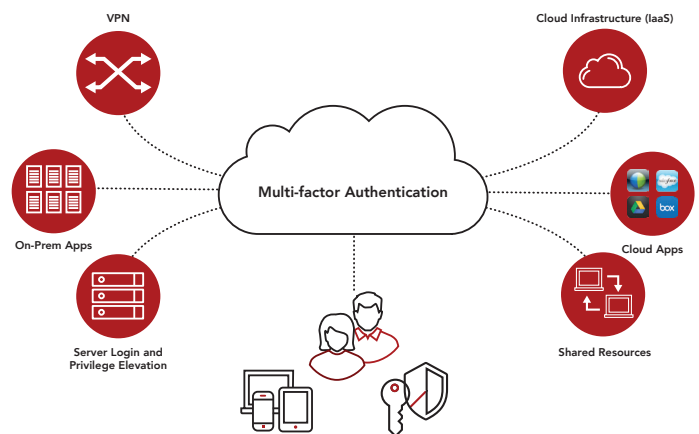 VPN
Cloud Infrastructure (IaaS)
Multi-factor Authentication
On-Prem Apps
box
Cloud Apps
Server Login and
Privilege Elevation
Shared Resources